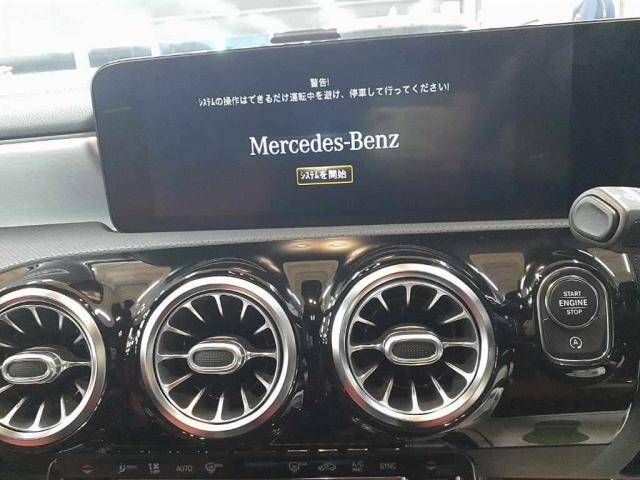 警告!
ｼｽﾃﾑの操作はできるだけ運転中を避け、停車して行ってください!
Mercedes-Benz
ｼｽﾃﾑを開始
START
ENGINE
STOP
A
AUTO
A/C
SYNC